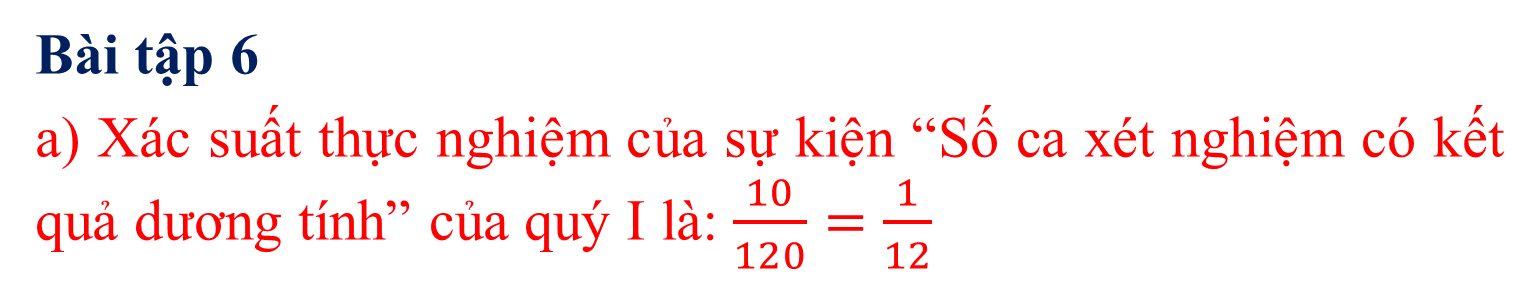 Bài tập 6
a) Xác suất thực nghiệm của sự kiện “Số ca xét nghiệm có kết
quả dương tính” của quý I là: 10/120 = 1/12